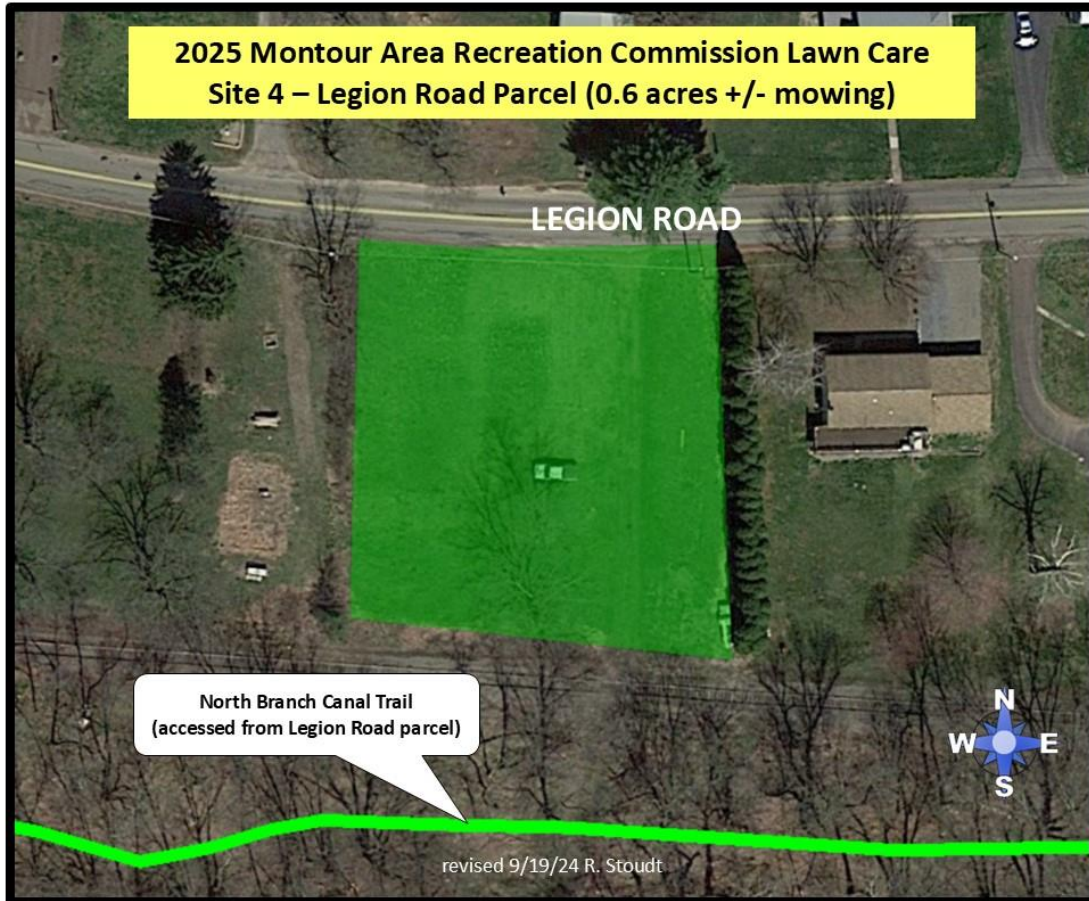 2025 Montour Area Recreation Commission Lawn Care
Site 4 – Legion Road Parcel (0.6 acres +/- mowing)
LEGION ROAD
North Branch Canal Trail
(accessed from Legion Road parcel)
N
W E
S
revised 9/19/24 R. Stoudt